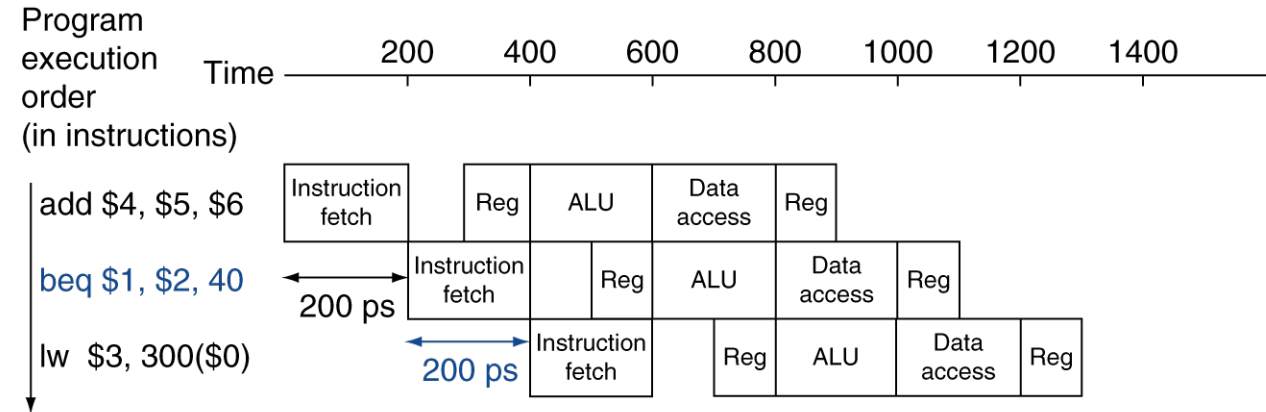 Program
execution
order
(in instructions)
Time
200 400 600 800 1000 1200 1400
add $4, $5, $6
Instruction
fetch
Reg
ALU
Data
access
Reg
beq $1, $2, 40
200 ps
Instruction
fetch
Reg
ALU
Data
access
Reg
lw $3, 300($0)
200 ps
Instruction
fetch
Reg
ALU
Data
access
Reg